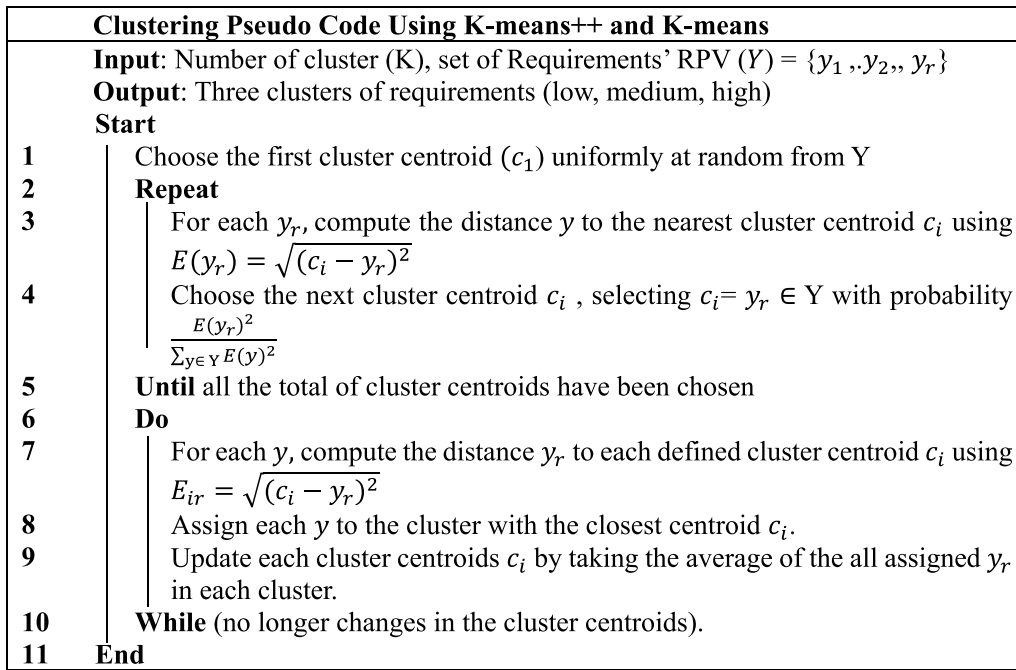 Clustering Pseudo Code Using K-means++ and K-means
Input: Number of cluster (K), set of Requirements' RPV (Y) = {y₁ ,.y₂,, yᵣ}
Output: Three clusters of requirements (low, medium, high)
Start
1 Choose the first cluster centroid (c₁) uniformly at random from Y
2 Repeat
3 For each yᵣ, compute the distance y to the nearest cluster centroid cᵢ using
E(yᵣ) = √(cᵢ − yᵣ)²
4 Choose the next cluster centroid cᵢ , selecting cᵢ= yᵣ ∈ Y with probability
E(yᵣ)² / ∑y∈Y E(y)²
5 Until all the total of cluster centroids have been chosen
6 Do
7 For each y, compute the distance yᵣ to each defined cluster centroid cᵢ using
Eᵢᵣ = √(cᵢ − yᵣ)²
8 Assign each y to the cluster with the closest centroid cᵢ.
9 Update each cluster centroids cᵢ by taking the average of the all assigned yᵣ
in each cluster.
10 While (no longer changes in the cluster centroids).
11 End